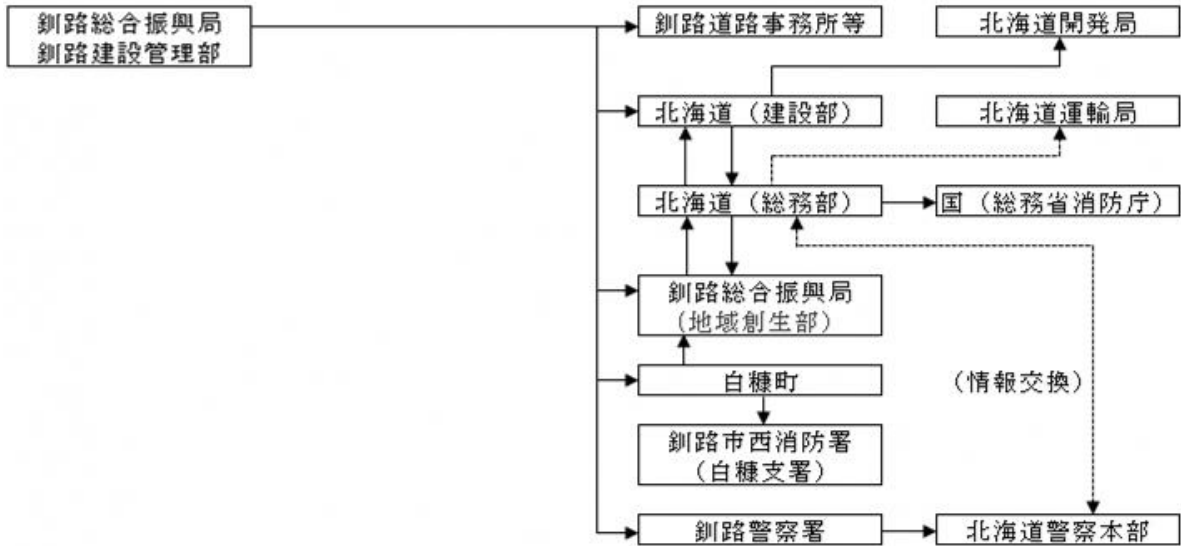 釧路総合振興局
釧路建設管理部
釧路道路事務所等
北海道開発局
北海道（建設部）
北海道運輸局
北海道（総務部）
国（総務省消防庁）
釧路総合振興局
（地域創生部）
白糠町
（情報交換）
釧路市西消防署
（白糠支署）
釧路警察署
北海道警察本部